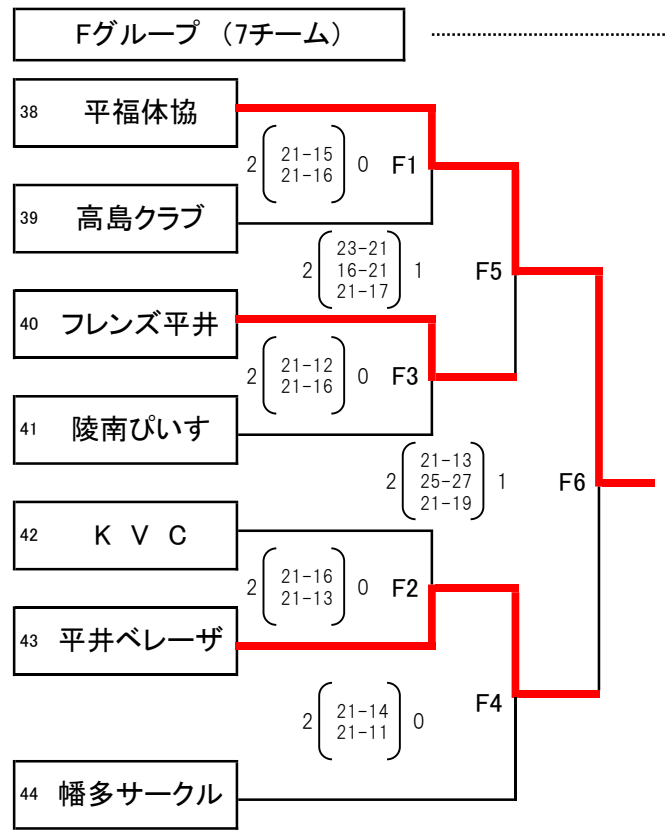 Fグループ （7チーム）
38 平福体協
2 21-15 0 F1
21-16
39 高島クラブ
23-21
2 16-21 1 F5
21-17
40 フレンズ平井
2 21-12 0 F3
21-16
41 陵南ぴいす
21-13
2 25-27 1 F6
21-19
42 K V C
2 21-16 0 F2
21-13
43 平井ベレーザ
F4
2 21-14 0
21-11
44 幡多サークル